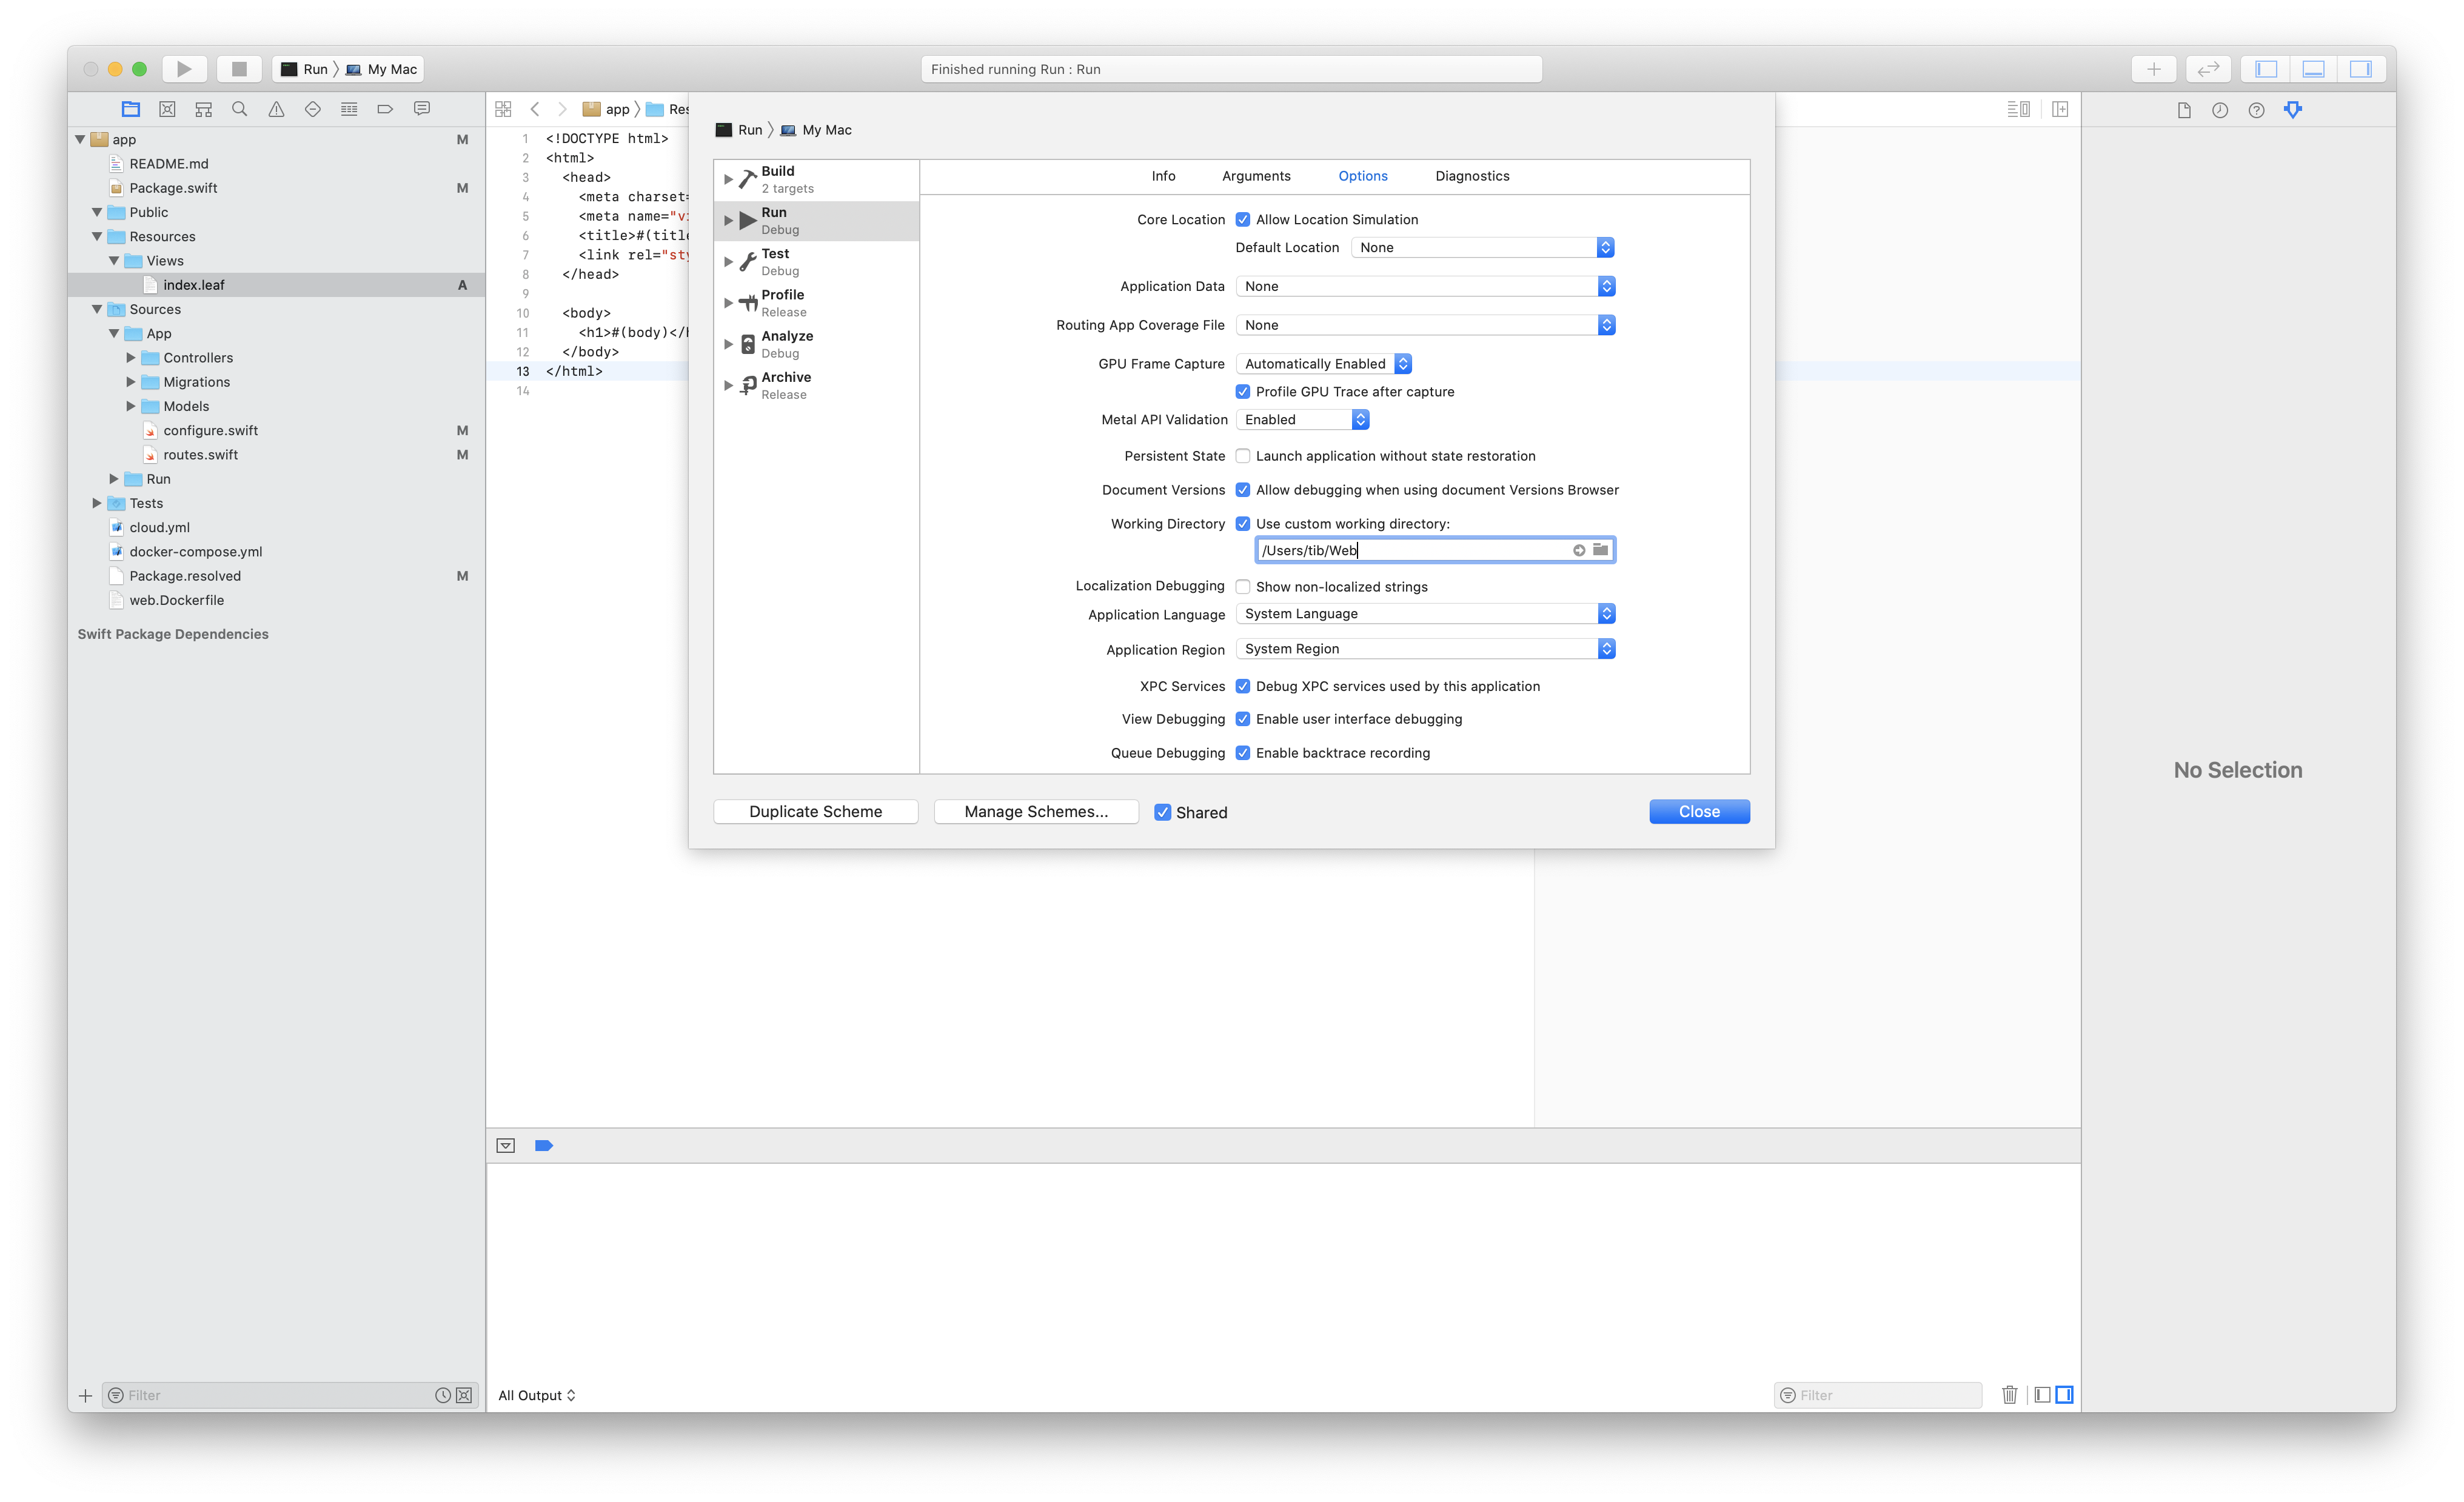 Run 〉 My Mac
Finished running Run : Run
app M
README.md
Package.swift M
Public
Resources
Views
index.leaf A
Sources
App
Controllers
Migrations
Models
configure.swift M
routes.swift M
Run
Tests
cloud.yml
docker-compose.yml
Package.resolved M
web.Dockerfile
Swift Package Dependencies
Filter
app 〉 Res
1 <!DOCTYPE html>
2 <html>
3 <head>
4 <meta charset=
5 <meta name="vi
6 <title>#(title
7 <link rel="sty
8 </head>
9
10 <body>
11 <h1>#(body)</h
12 </body>
13 </html>
14
Run 〉 My Mac
Build
2 targets
Run
Debug
Test
Debug
Profile
Release
Analyze
Debug
Archive
Release
Info Arguments Options Diagnostics
Core Location Allow Location Simulation
Default Location None
Application Data None
Routing App Coverage File None
GPU Frame Capture Automatically Enabled
Profile GPU Trace after capture
Metal API Validation Enabled
Persistent State Launch application without state restoration
Document Versions Allow debugging when using document Versions Browser
Working Directory Use custom working directory:
/Users/tib/Web
Localization Debugging Show non-localized strings
Application Language System Language
Application Region System Region
XPC Services Debug XPC services used by this application
View Debugging Enable user interface debugging
Queue Debugging Enable backtrace recording
Duplicate Scheme Manage Schemes... Shared Close
No Selection
All Output Filter